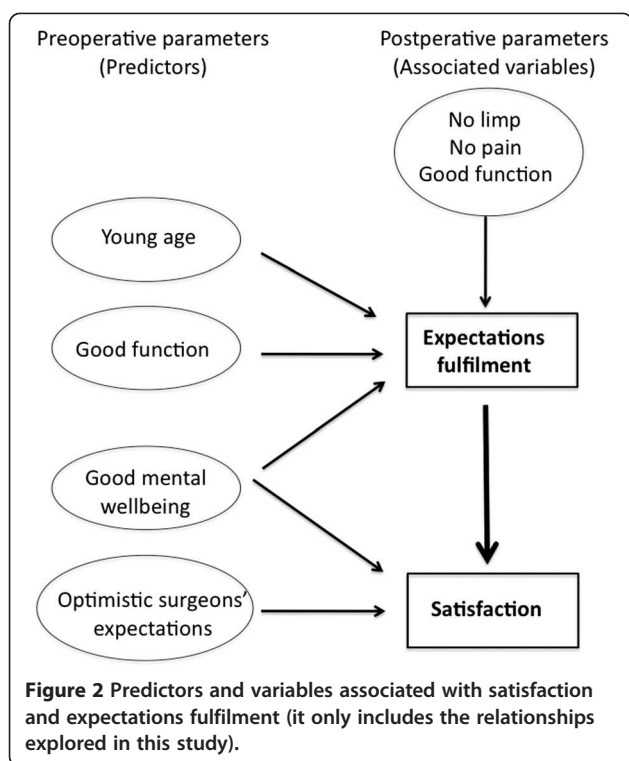 Preoperative parameters
(Predictors)
Postperative parameters
(Associated variables)
No limp
No pain
Good function
Young age
Good function
Expectations
fulfilment
Good mental
wellbeing
Optimistic surgeons'
expectations
Satisfaction
Figure 2 Predictors and variables associated with satisfaction
and expectations fulfilment (it only includes the relationships
explored in this study).